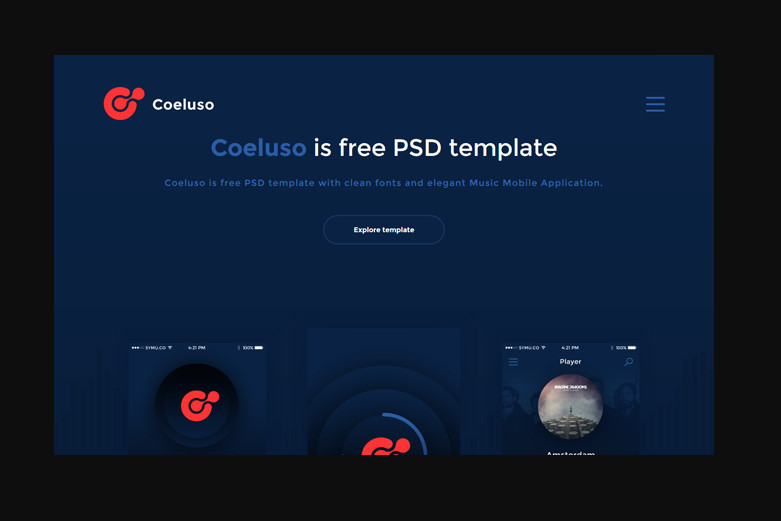 Coeluso
Coeluso is free PSD template
Coeluso is free PSD template with clean fonts and elegant Music Mobile Application.
Explore template
SYMU.CO 4:21 PM 100%
SYMU.CO 4:21 PM 100%
Player
IMAGINE DRAGONS
Amsterdam